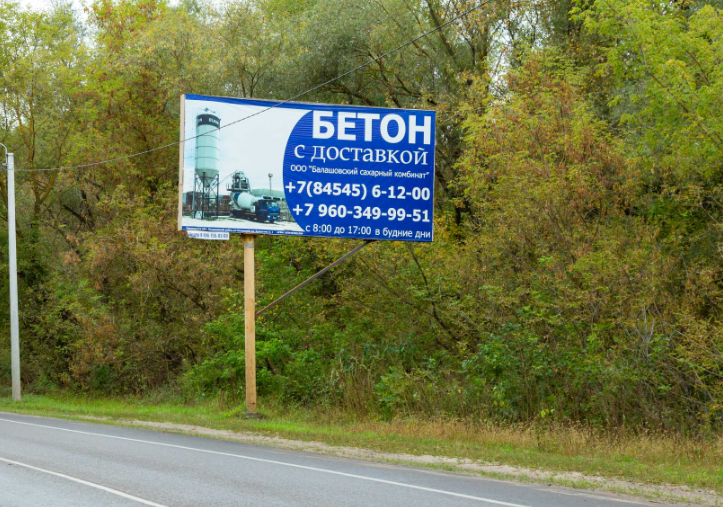 БЕТОН
с доставкой
ООО "Балашовский сахарный комбинат"
+7(84545) 6-12-00
+7 960-349-99-51
с 8:00 до 17:00 в будние дни